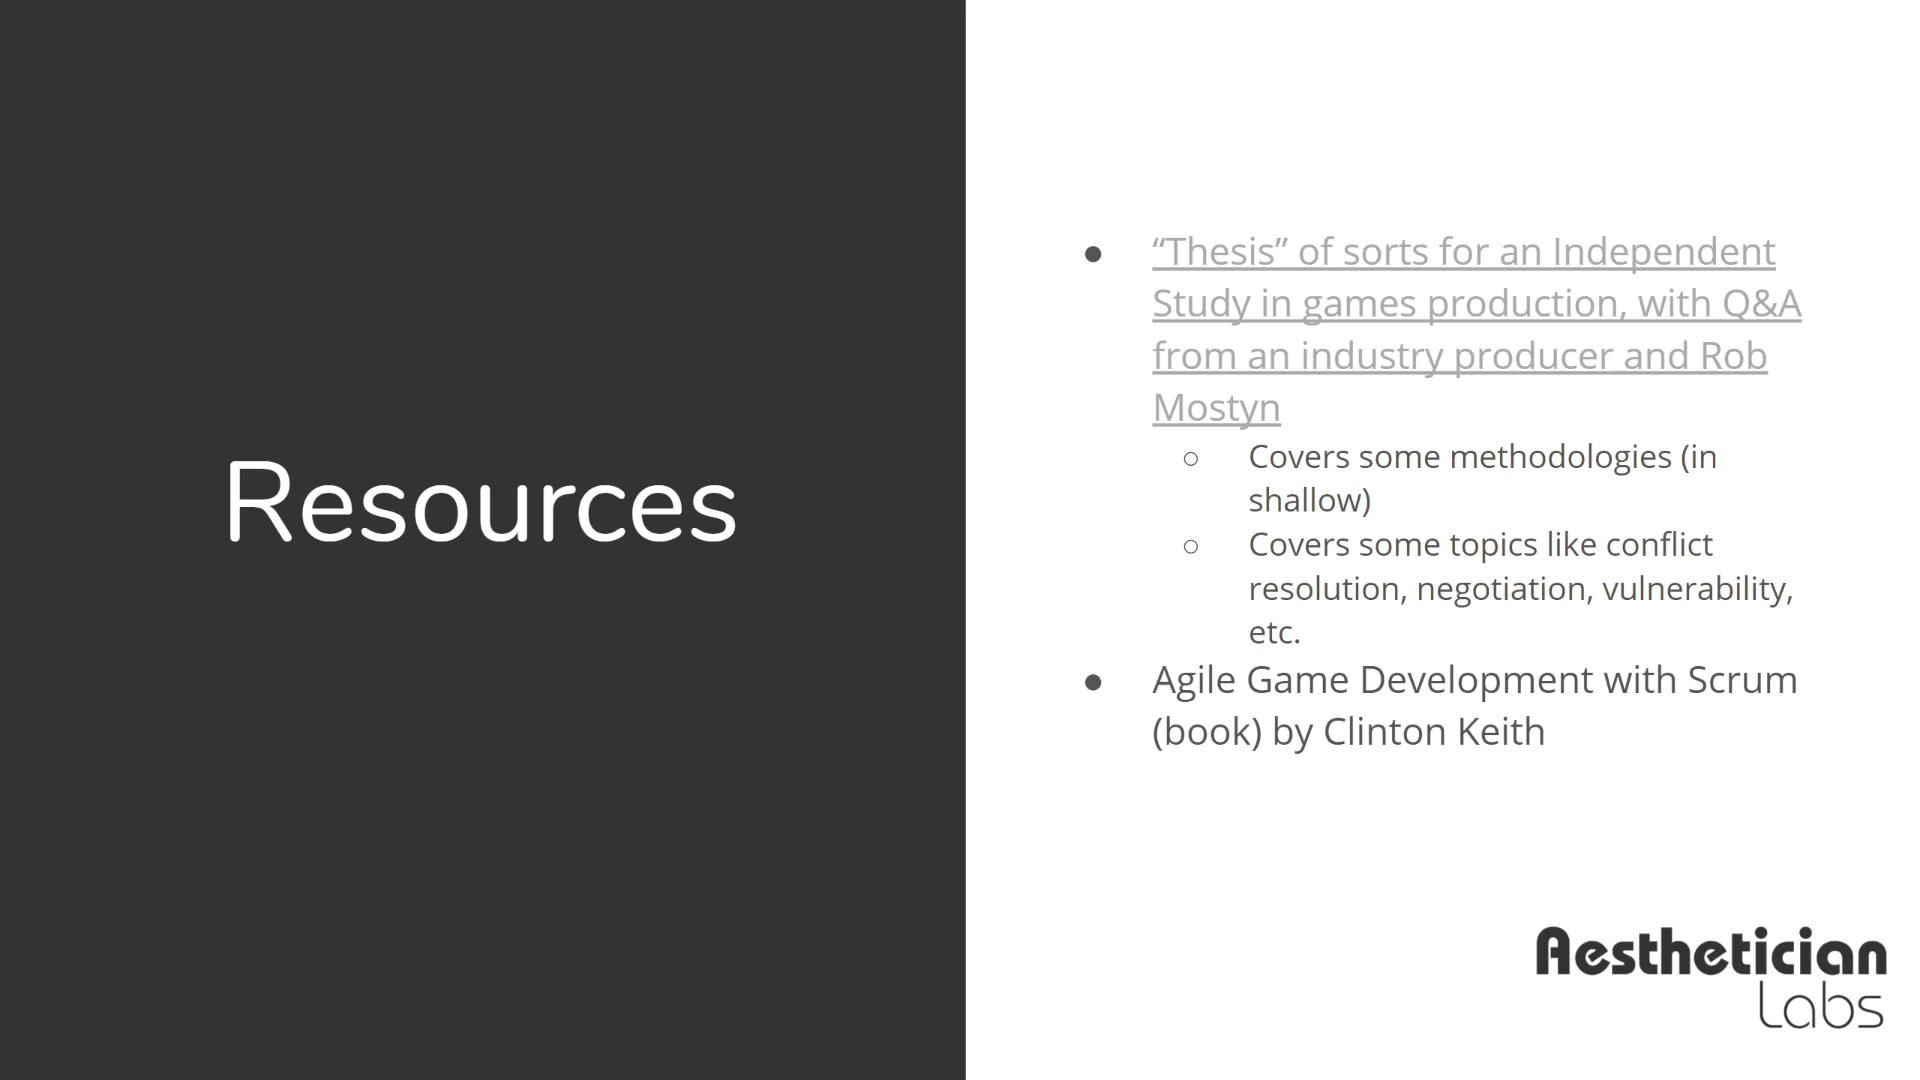 Resources
● “Thesis” of sorts for an Independent
Study in games production, with Q&A
from an industry producer and Rob
Mostyn
○ Covers some methodologies (in
shallow)
○ Covers some topics like conflict
resolution, negotiation, vulnerability,
etc.
● Agile Game Development with Scrum
(book) by Clinton Keith
Aesthetician
Labs